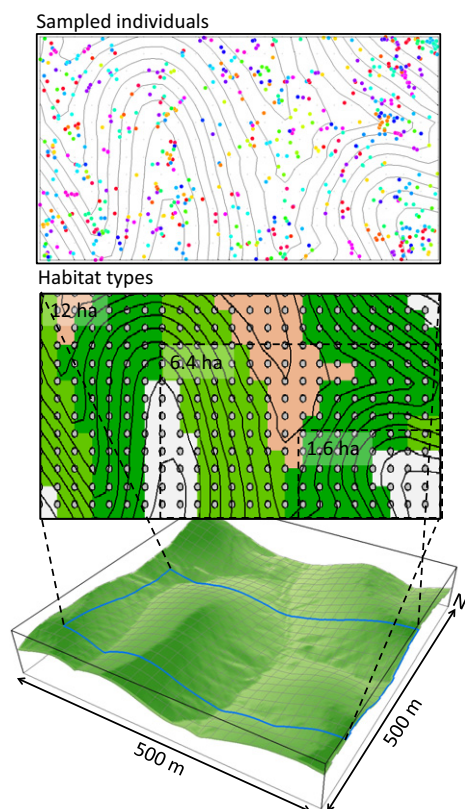 Sampled individuals
Habitat types
12 ha
6.4 ha
1.6 ha
N
500 m
500 m